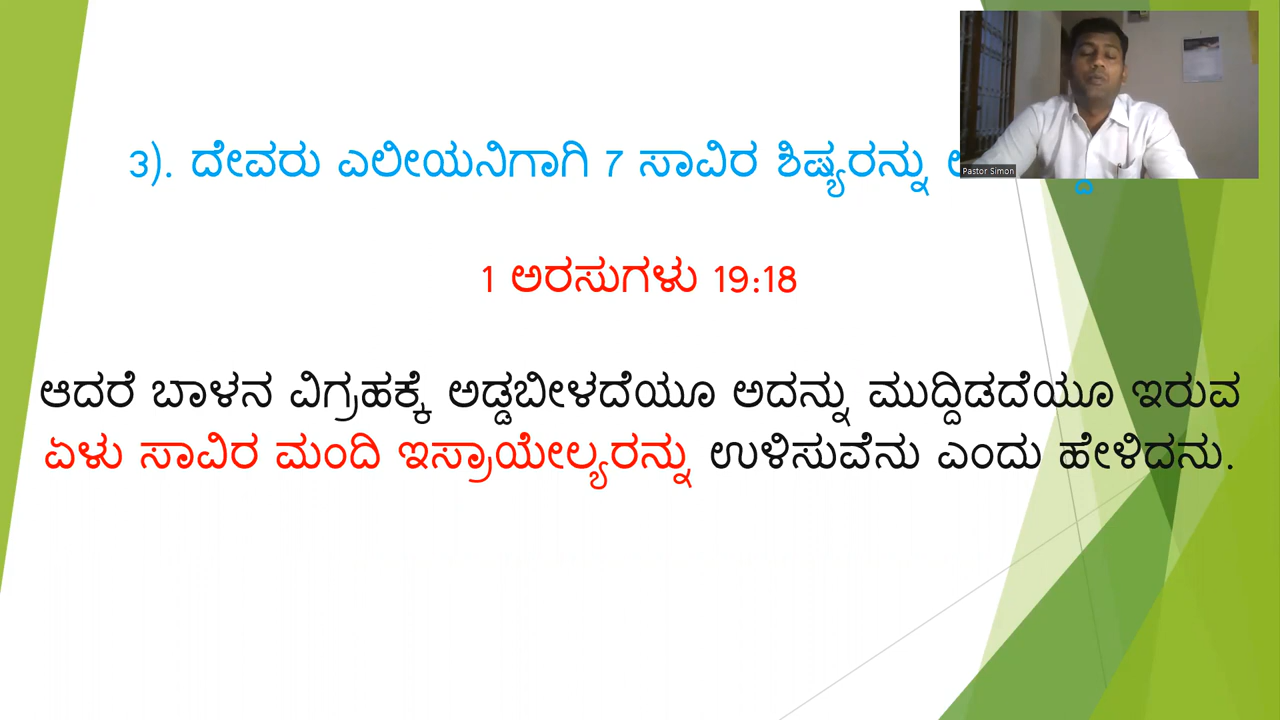 3). ದೇವರು ಎಲೀಯನಿಗಾಗಿ 7 ಸಾವಿರ ಶಿಷ್ಯರನ್ನು
Pastor Simon
1 ಅರಸುಗಳು 19:18
ಆದರೆ ಬಾಳನ ವಿಗ್ರಹಕ್ಕೆ ಅಡ್ಡಬೀಳದೆಯೂ ಅದನ್ನು ಮುದ್ದಿಡದೆಯೂ ಇರುವ
ಏಳು ಸಾವಿರ ಮಂದಿ ಇಸ್ರಾಯೇಲ್ಯರನ್ನು ಉಳಿಸುವೆನು ಎಂದು ಹೇಳಿದನು.